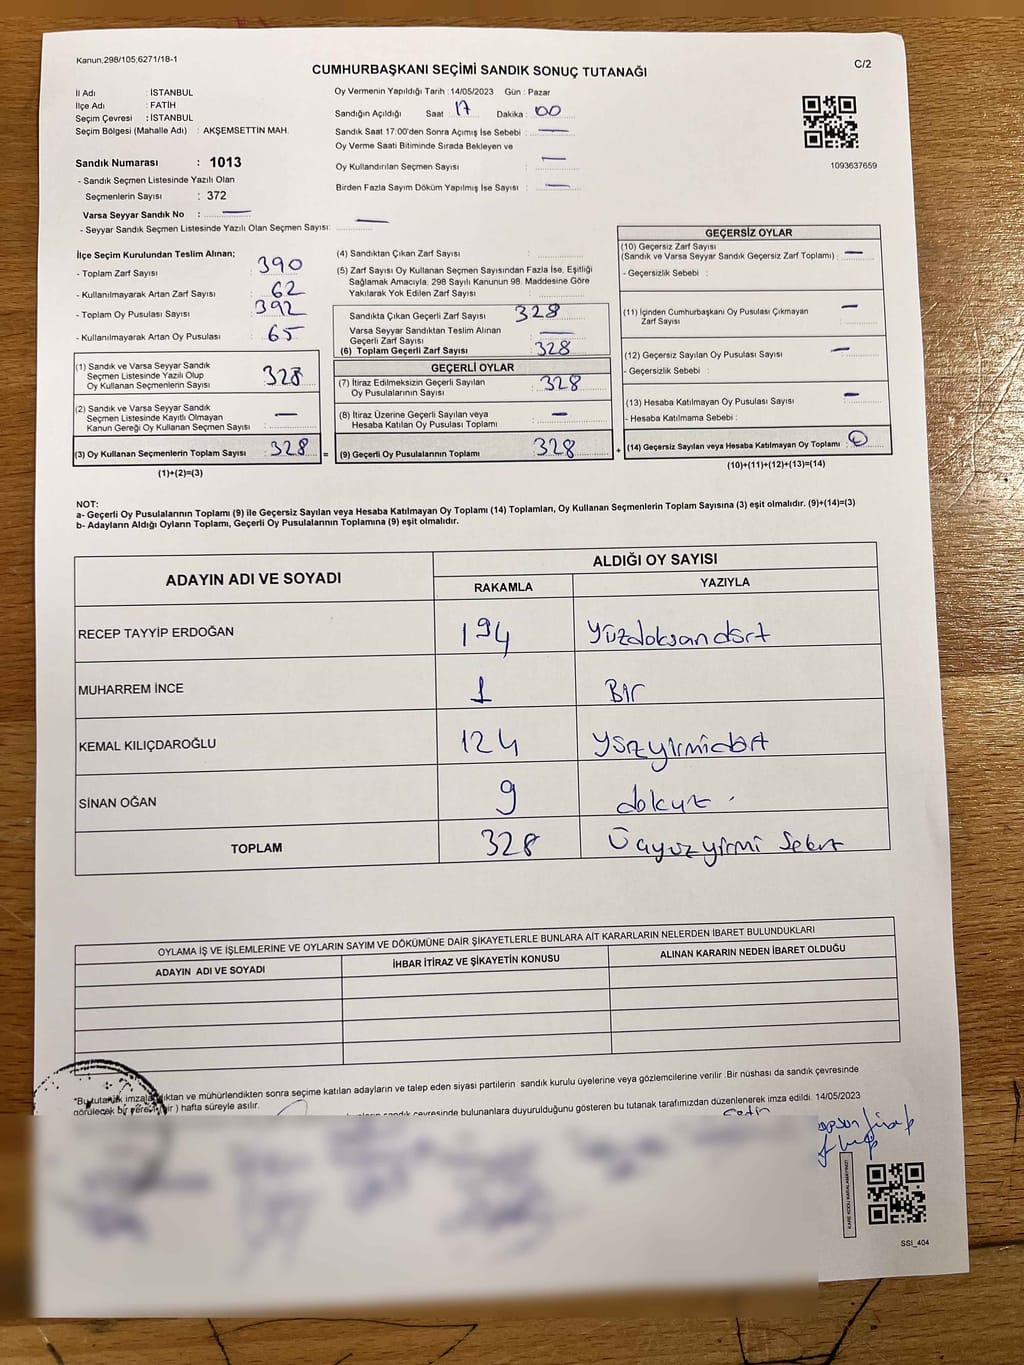 Kanun,298/105;6271/18-1
CUMHURBAŞKANI SEÇİMİ SANDIK SONUÇ TUTANAĞI
C/2
İl Adı : İSTANBUL
İlçe Adı : FATİH
Seçim Çevresi : İSTANBUL
Seçim Bölgesi (Mahalle Adı) : AKŞEMSETTİN MAH.
Sandık Numarası : 1013
- Sandık Seçmen Listesinde Yazılı Olan
Seçmenlerin Sayısı : 372
Varsa Seyyar Sandık No : —
- Seyyar Sandık Seçmen Listesinde Yazılı Olan Seçmen Sayısı: —
Oy Vermenin Yapıldığı Tarih : 14/05/2023 Gün : Pazar
Sandığın Açıldığı Saat : 17 Dakika : 00
Sandık Saat 17:00'den Sonra Açımış İse Sebebi : —
Oy Verme Saati Bitiminde Sırada Bekleyen ve
Oy Kullandırılan Seçmen Sayısı : —
Birden Fazla Sayım Döküm Yapılmış İse Sayısı : —
1093637659
İlçe Seçim Kurulundan Teslim Alınan;
- Toplam Zarf Sayısı : 390
- Kullanılmayarak Artan Zarf Sayısı : 62
- Toplam Oy Pusulası Sayısı : 392
- Kullanılmayarak Artan Oy Pusulası : 65
(1) Sandık ve Varsa Seyyar Sandık
Seçmen Listesinde Yazılı Olup
Oy Kullanan Seçmenlerin Sayısı : 328
(2) Sandık ve Varsa Seyyar Sandık
Seçmen Listesinde Kayıtlı Olmayan
Kanun Gereği Oy Kullanan Seçmen Sayısı : —
(3) Oy Kullanan Seçmenlerin Toplam Sayısı : 328
(1)+(2)=(3)
(4) Sandıktan Çıkan Zarf Sayısı :
(5) Zarf Sayısı Oy Kullanan Seçmen Sayısından Fazla İse, Eşitliği
Sağlamak Amacıyla, 298 Sayılı Kanunun 98. Maddesine Göre
Yakılarak Yok Edilen Zarf Sayısı :
Sandıkta Çıkan Geçerli Zarf Sayısı : 328
Varsa Seyyar Sandıktan Teslim Alınan
Geçerli Zarf Sayısı : —
(6) Toplam Geçerli Zarf Sayısı : 328
GEÇERLİ OYLAR
(7) İtiraz Edilmeksizin Geçerli Sayılan
Oy Pusulalarının Sayısı : 328
(8) İtiraz Üzerine Geçerli Sayılan veya
Hesaba Katılan Oy Pusulası Toplamı : —
= (9) Geçerli Oy Pusulalarının Toplamı : 328
GEÇERSİZ OYLAR
(10) Geçersiz Zarf Sayısı
(Sandık ve Varsa Seyyar Sandık Geçersiz Zarf Toplamı) : —
- Geçersizlik Sebebi :
(11) İçinden Cumhurbaşkanı Oy Pusulası Çıkmayan
Zarf Sayısı : —
(12) Geçersiz Sayılan Oy Pusulası Sayısı : —
- Geçersizlik Sebebi :
(13) Hesaba Katılmayan Oy Pusulası Sayısı : —
- Hesaba Katılmama Sebebi :
+ (14) Geçersiz Sayılan veya Hesaba Katılmayan Oy Toplamı : 0
(10)+(11)+(12)+(13)=(14)
NOT:
a- Geçerli Oy Pusulalarının Toplamı (9) ile Geçersiz Sayılan veya Hesaba Katılmayan Oy Toplamı (14) Toplamları, Oy Kullanan Seçmenlerin Toplam Sayısına (3) eşit olmalıdır. (9)+(14)=(3)
b- Adayların Aldığı Oyların Toplamı, Geçerli Oy Pusulalarının Toplamına (9) eşit olmalıdır.
ADAYIN ADI VE SOYADI ALDIĞI OY SAYISI
RAKAMLA YAZIYLA
RECEP TAYYİP ERDOĞAN 194 Yüzdoksandört
MUHARREM İNCE 1 Bir
KEMAL KILIÇDAROĞLU 124 Yüzyirmidört
SİNAN OĞAN 9 dokuz
TOPLAM 328 Üçyüzyirmi Sekiz
OYLAMA İŞ VE İŞLEMLERİNE VE OYLARIN SAYIM VE DÖKÜMÜNE DAİR ŞİKAYETLERLE BUNLARA AİT KARARLARIN NELERDEN İBARET BULUNDUKLARI
ADAYIN ADI VE SOYADI İHBAR İTİRAZ VE ŞİKAYETİN KONUSU ALINAN KARARIN NEDEN İBARET OLDUĞU
"Bu tutanak imzalandıktan ve mühürlendikten sonra seçime katılan adayların ve talep eden siyasi partilerin sandık kurulu üyelerine veya gözlemcilerine verilir .Bir nüshası da sandık çevresinde
görülecek bir yere (bir ) hafta süreyle asılır.
sandık çevresinde bulunanlara duyurulduğunu gösteren bu tutanak tarafımızdan düzenlenerek imza edildi. 14/05/2023
SSI_404